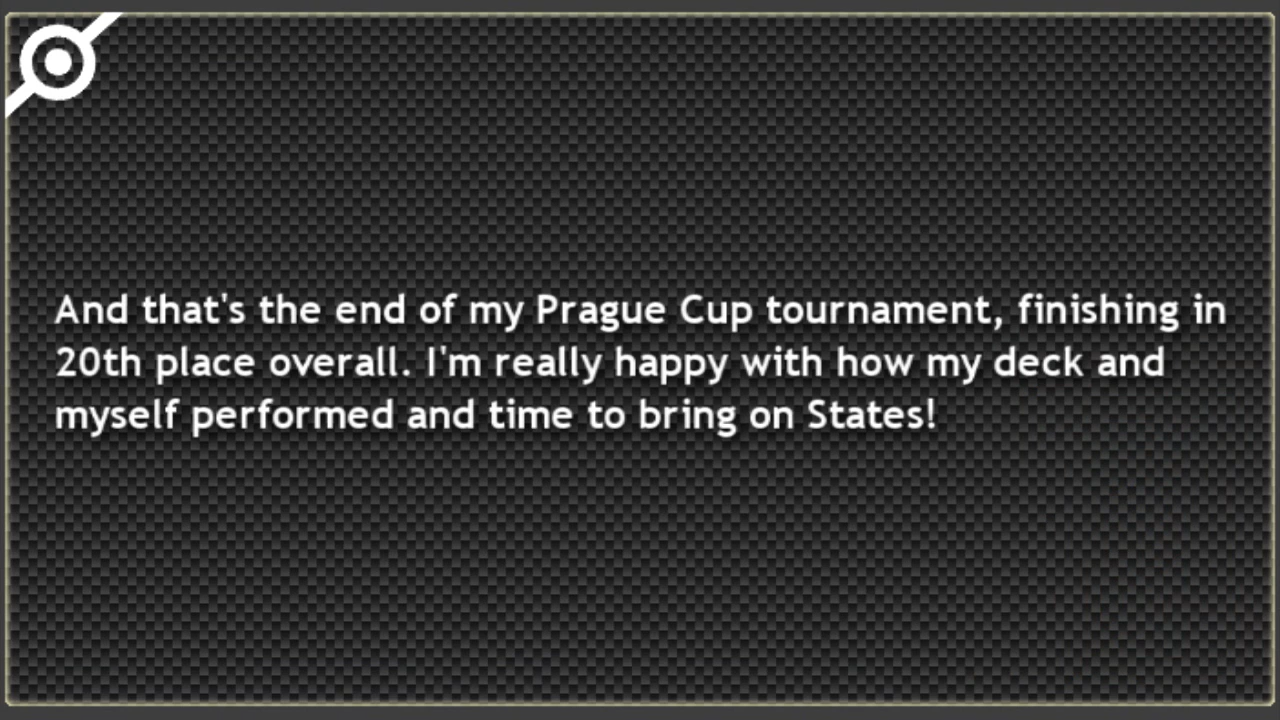 And that's the end of my Prague Cup tournament, finishing in
20th place overall. I'm really happy with how my deck and
myself performed and time to bring on States!